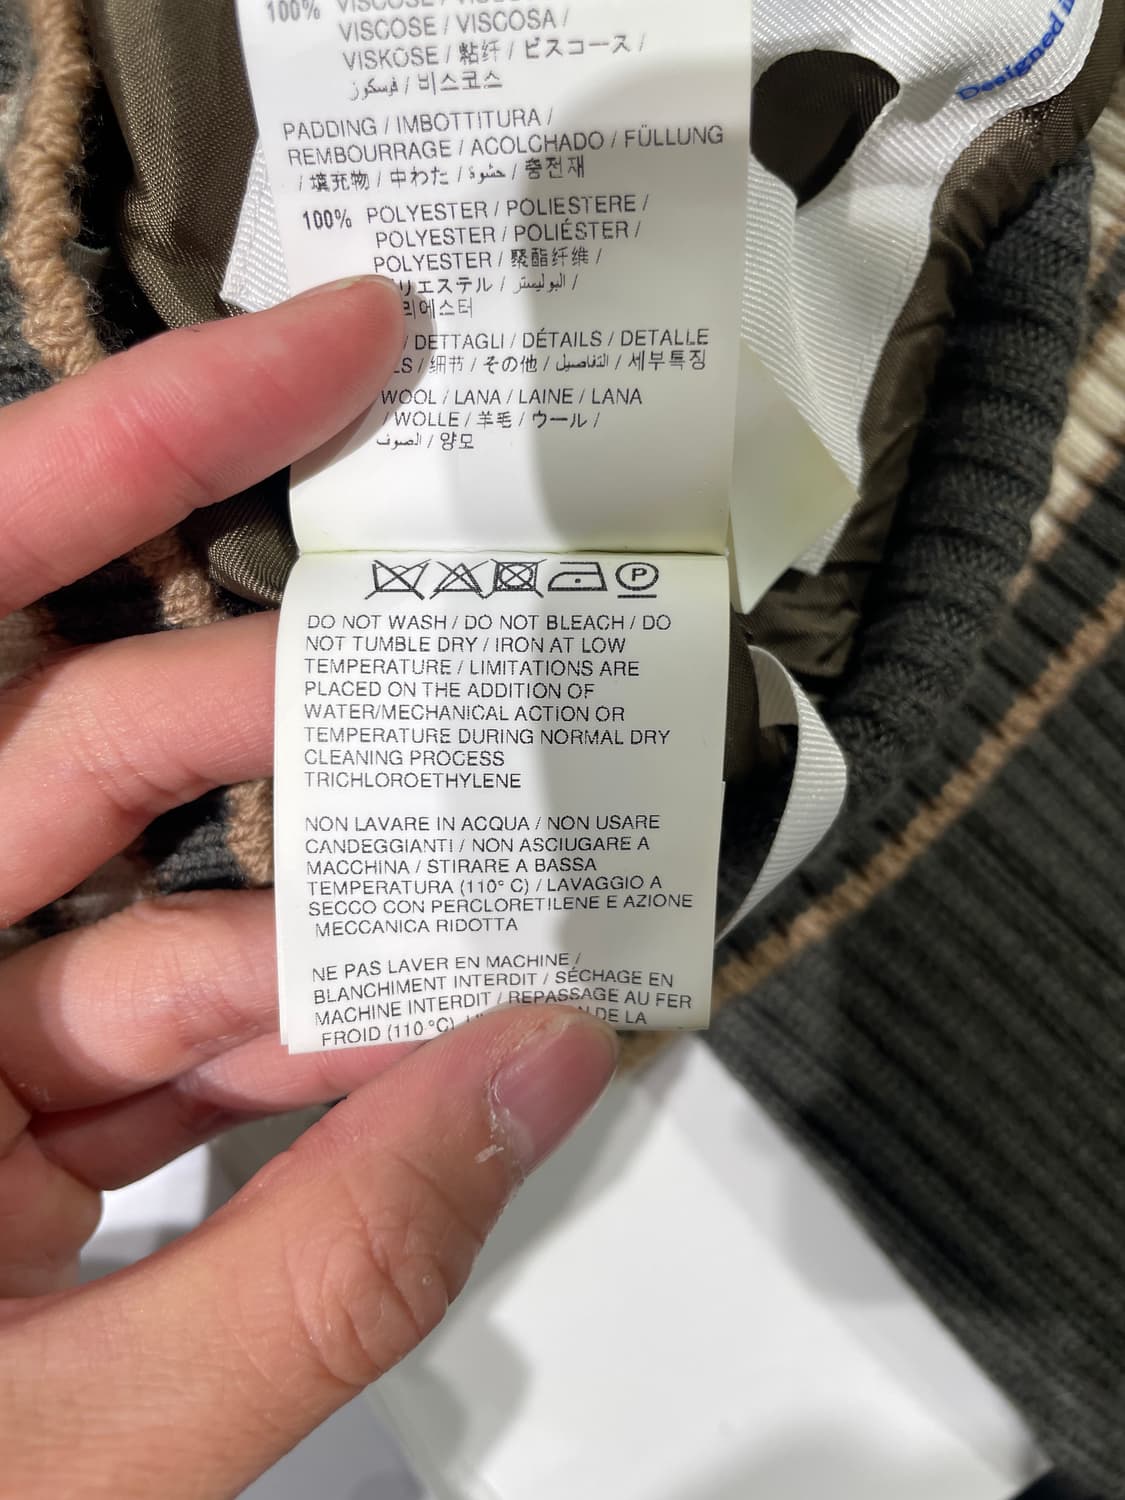 100% VISCOSE /
VISCOSE / VISCOSA /
VISKOSE / 粘纤 / ビスコース /
فسكوز / 비스코스
PADDING / IMBOTTITURA /
REMBOURRAGE / ACOLCHADO / FÜLLUNG
/ 填充物 / 中わた / حشوة / 충전재
100% POLYESTER / POLIESTERE /
POLYESTER / POLIÉSTER /
POLYESTER / 聚酯纤维 /
リエステル / البوليستر /
에스터
/ DETTAGLI / DÉTAILS / DETALLE
LS / 细节 / その他 / التفاصيل / 세부특징
WOOL / LANA / LAINE / LANA
/ WOLLE / 羊毛 / ウール /
الصوف / 양모
P
DO NOT WASH / DO NOT BLEACH / DO
NOT TUMBLE DRY / IRON AT LOW
TEMPERATURE / LIMITATIONS ARE
PLACED ON THE ADDITION OF
WATER/MECHANICAL ACTION OR
TEMPERATURE DURING NORMAL DRY
CLEANING PROCESS
TRICHLOROETHYLENE
NON LAVARE IN ACQUA / NON USARE
CANDEGGIANTI / NON ASCIUGARE A
MACCHINA / STIRARE A BASSA
TEMPERATURA (110° C) / LAVAGGIO A
SECCO CON PERCLORETILENE E AZIONE
MECCANICA RIDOTTA
NE PAS LAVER EN MACHINE /
BLANCHIMENT INTERDIT / SÉCHAGE EN
MACHINE INTERDIT / REPASSAGE AU FER
FROID (110 °C) DE LA
Designed